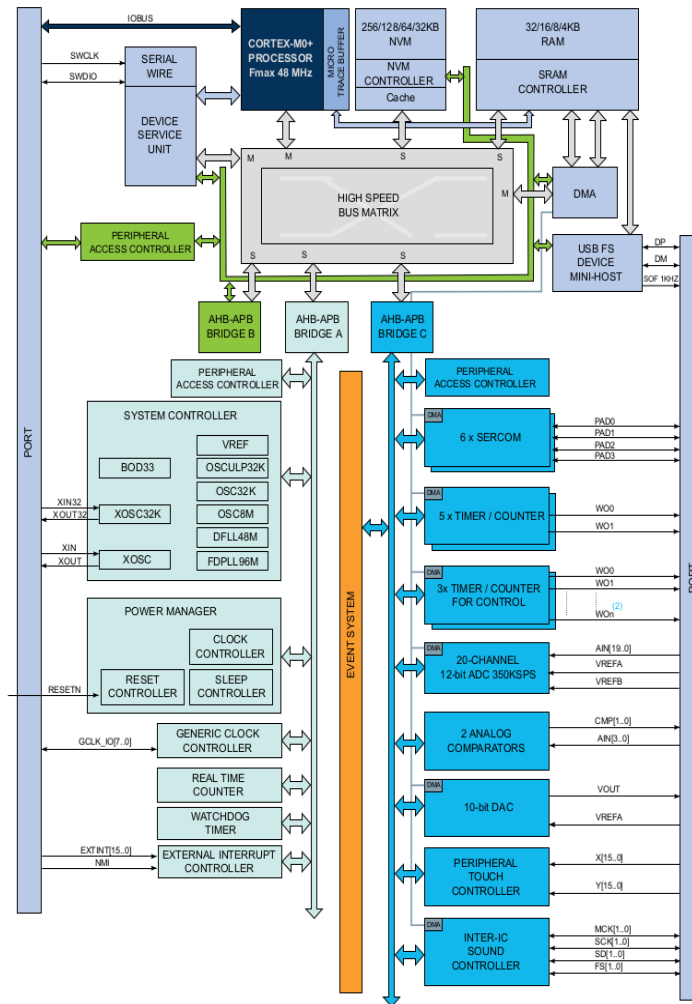 IOBUS
SWCLK
SWDIO
SERIAL
WIRE
DEVICE
SERVICE
UNIT
CORTEX-M0+
PROCESSOR
Fmax 48 MHz
MICRO
TRACE BUFFER
256/128/64/32KB
NVM
NVM
CONTROLLER
Cache
32/16/8/4KB
RAM
SRAM
CONTROLLER
M
M
S
S
M
HIGH SPEED
BUS MATRIX
S
S
S
DMA
USB FS
DEVICE
MINI-HOST
DP
DM
SOF 1KHZ
PERIPHERAL
ACCESS CONTROLLER
AHB-APB
BRIDGE B
AHB-APB
BRIDGE A
AHB-APB
BRIDGE C
PORT
PERIPHERAL
ACCESS CONTROLLER
SYSTEM CONTROLLER
VREF
BOD33
OSCULP32K
OSC32K
XIN32
XOUT32
XOSC32K
OSC8M
DFLL48M
XIN
XOUT
XOSC
FDPLL96M
POWER MANAGER
CLOCK
CONTROLLER
RESETN
RESET
CONTROLLER
SLEEP
CONTROLLER
GCLK_IO[7..0]
GENERIC CLOCK
CONTROLLER
REAL TIME
COUNTER
WATCHDOG
TIMER
EXTINT[15..0]
NMI
EXTERNAL INTERRUPT
CONTROLLER
EVENT SYSTEM
PERIPHERAL
ACCESS CONTROLLER
DMA
6 x SERCOM
PAD0
PAD1
PAD2
PAD3
DMA
5 x TIMER / COUNTER
WO0
WO1
DMA
3x TIMER / COUNTER
FOR CONTROL
WO0
WO1
(2)
WOn
DMA
20-CHANNEL
12-bit ADC 350KSPS
AIN[19..0]
VREFA
VREFB
2 ANALOG
COMPARATORS
CMP[1..0]
AIN[3..0]
DMA
10-bit DAC
VOUT
VREFA
PERIPHERAL
TOUCH
CONTROLLER
X[15..0]
Y[15..0]
DMA
INTER-IC
SOUND
CONTROLLER
MCK[1..0]
SCK[1..0]
SD[1..0]
FS[1..0]
PORT